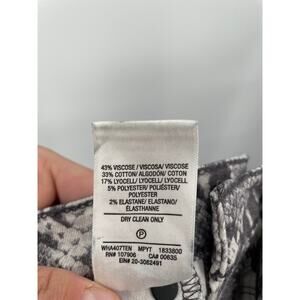 43% VISCOSE / VISCOSA / VISCOSE
33% COTTON / ALGODÓN / COTON
17% LYOCELL / LYOCELL / LYOCELL
5% POLYESTER / POLIÉSTER /
POLYESTER
2% ELASTANE / ELASTANO /
ÉLASTHANNE
DRY CLEAN ONLY
P
WHA407TEN MPYT 1833800
RN# 107906 CA# 00835
EIN# 20-3082491